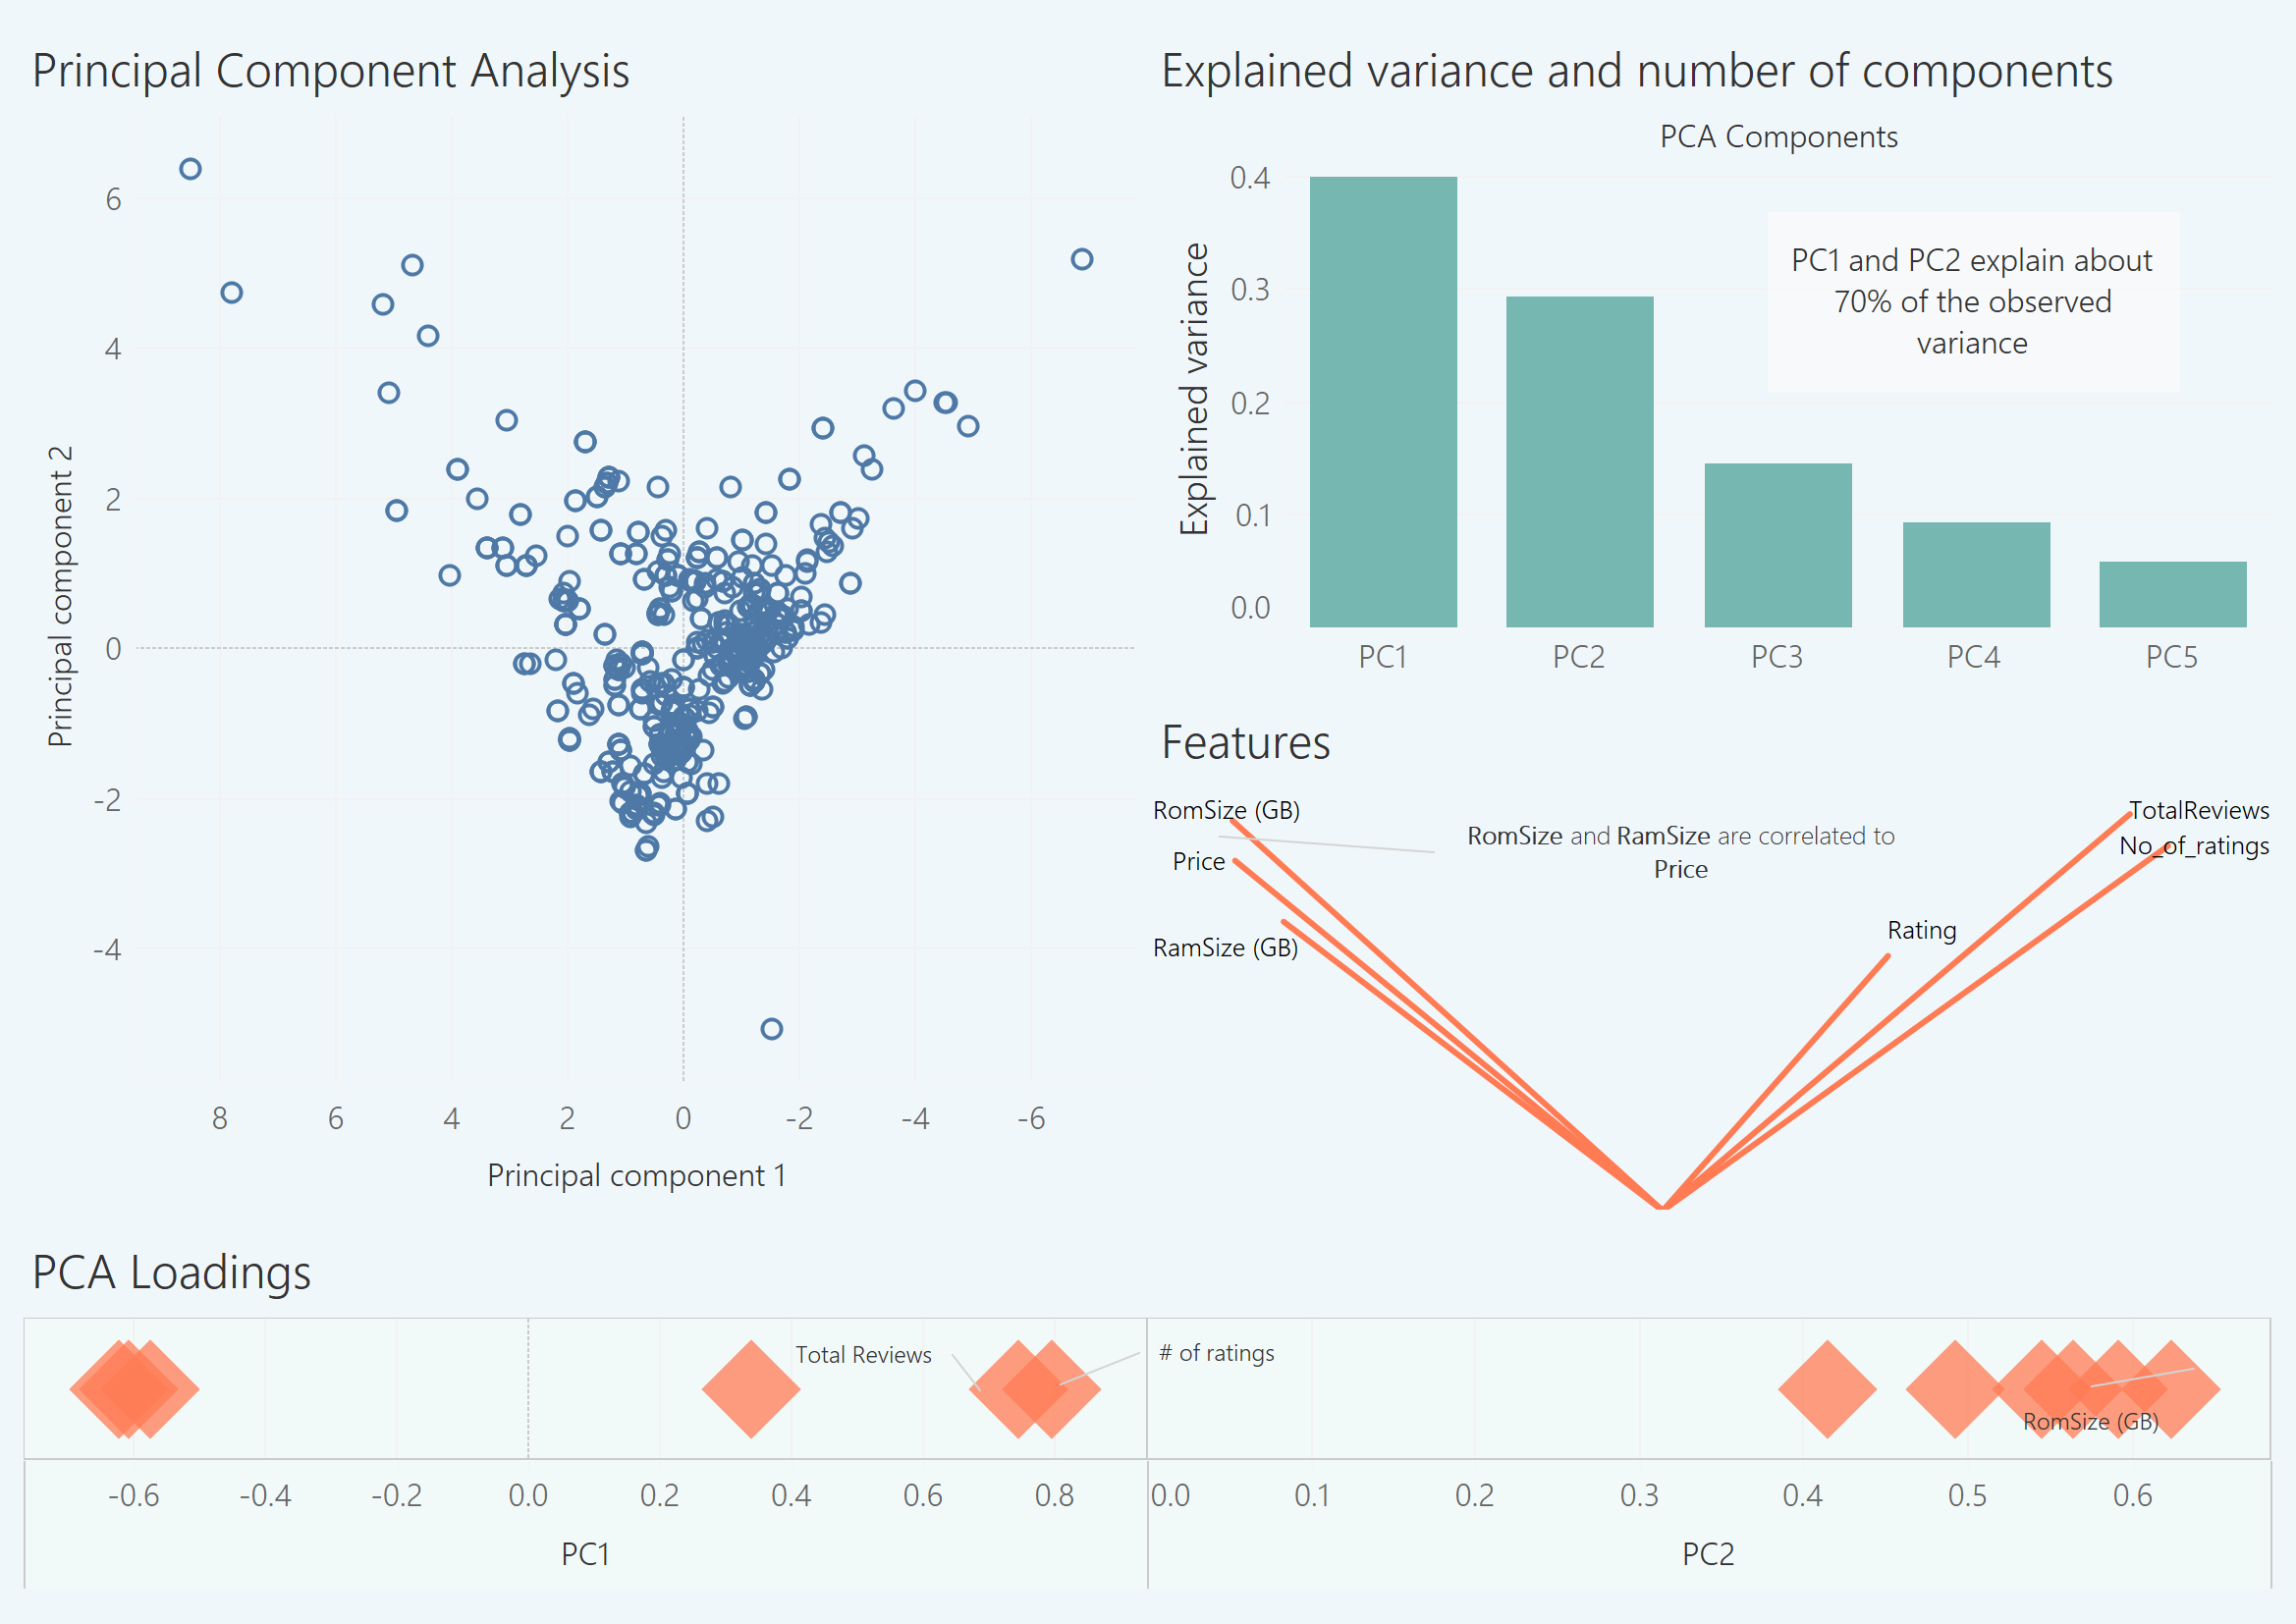 Principal Component Analysis
6
4
2
0
-2
-4
Principal component 2
8 6 4 2 0 -2 -4 -6
Principal component 1
Explained variance and number of components
PCA Components
0.4
0.3
0.2
0.1
0.0
Explained variance
PC1 and PC2 explain about
70% of the observed
variance
PC1 PC2 PC3 PC4 PC5
Features
RomSize (GB)
Price
RamSize (GB)
RomSize and RamSize are correlated to
Price
TotalReviews
No_of_ratings
Rating
PCA Loadings
Total Reviews
# of ratings
RomSize (GB)
-0.6 -0.4 -0.2 0.0 0.2 0.4 0.6 0.8
PC1
0.0 0.1 0.2 0.3 0.4 0.5 0.6
PC2